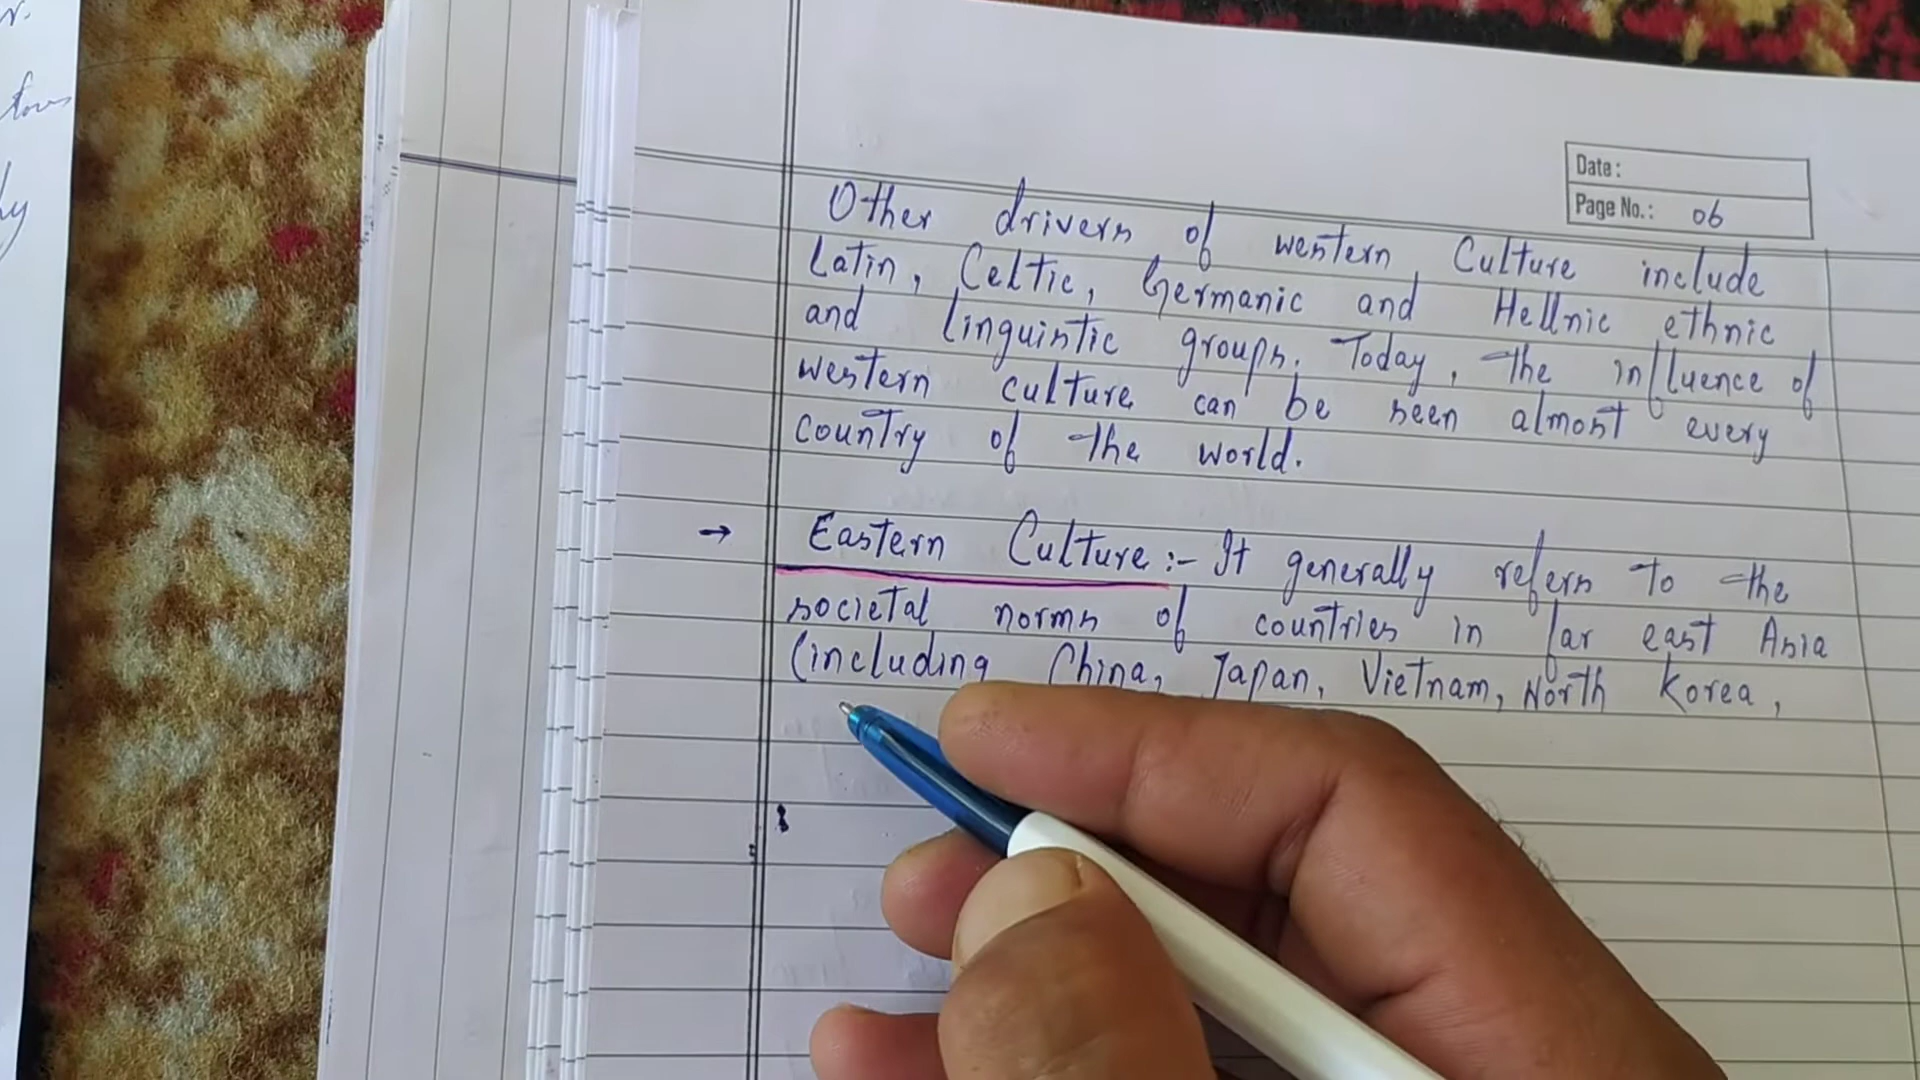 Date:
Page No.: 06
Other drivers of western Culture include
Latin, Celtic, Germanic and Hellnic ethnic
and linguistic groups. Today, the influence of
western culture can be seen almost every
country of the world.
→ Eastern Culture:- It generally refers to the
societal norms of countries in far east Asia
(including China, Japan, Vietnam, North Korea,